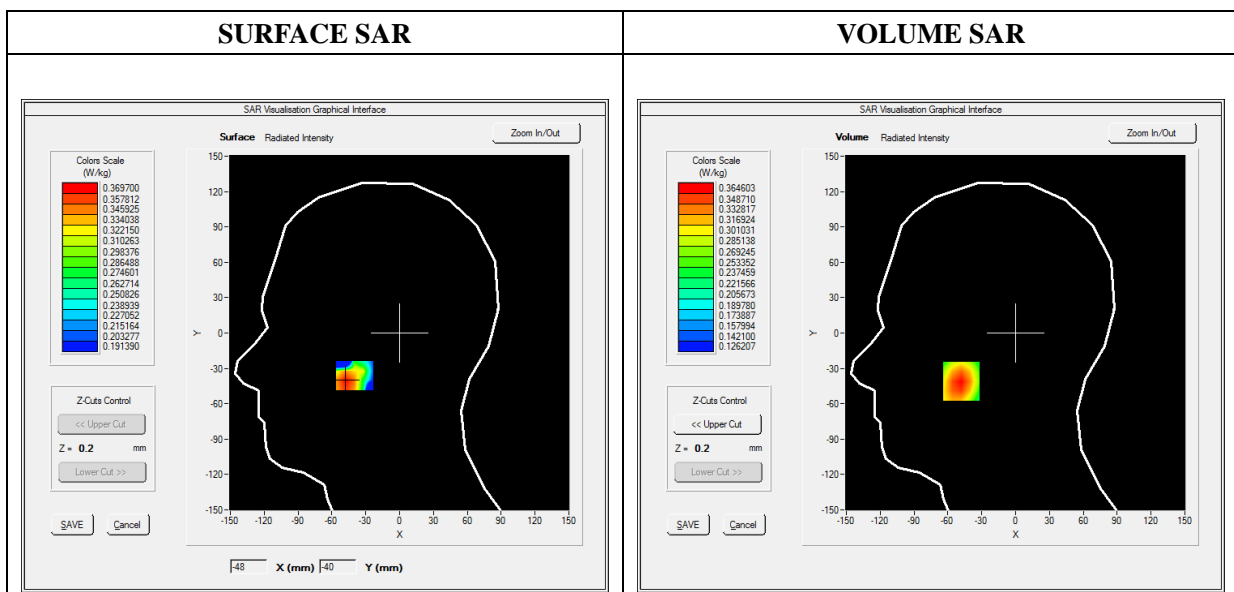 SURFACE SAR
VOLUME SAR
SAR Visualisation Graphical Interface
Surface Radiated Intensity
Zoom In/Out
Colors Scale
(W/kg)
0.369700
0.357812
0.345925
0.334038
0.322150
0.310263
0.298376
0.286488
0.274601
0.262714
0.250826
0.238939
0.227052
0.215164
0.203277
0.191390
150
120
90
60
30
0
-30
-60
-90
-120
-150
Y
-150 -120 -90 -60 -30 0 30 60 90 120 150
X
Z-Cuts Control
<< Upper Cut
Z = 0.2 mm
Lower Cut >>
SAVE Cancel
-48 X (mm) -40 Y (mm)
SAR Visualisation Graphical Interface
Volume Radiated Intensity
Zoom In/Out
Colors Scale
(W/kg)
0.364603
0.348710
0.332817
0.316924
0.301031
0.285138
0.269245
0.253352
0.237459
0.221566
0.205673
0.189780
0.173887
0.157994
0.142100
0.126207
150
120
90
60
30
0
-30
-60
-90
-120
-150
Y
-150 -120 -90 -60 -30 0 30 60 90 120 150
X
Z-Cuts Control
<< Upper Cut
Z = 0.2 mm
Lower Cut >>
SAVE Cancel